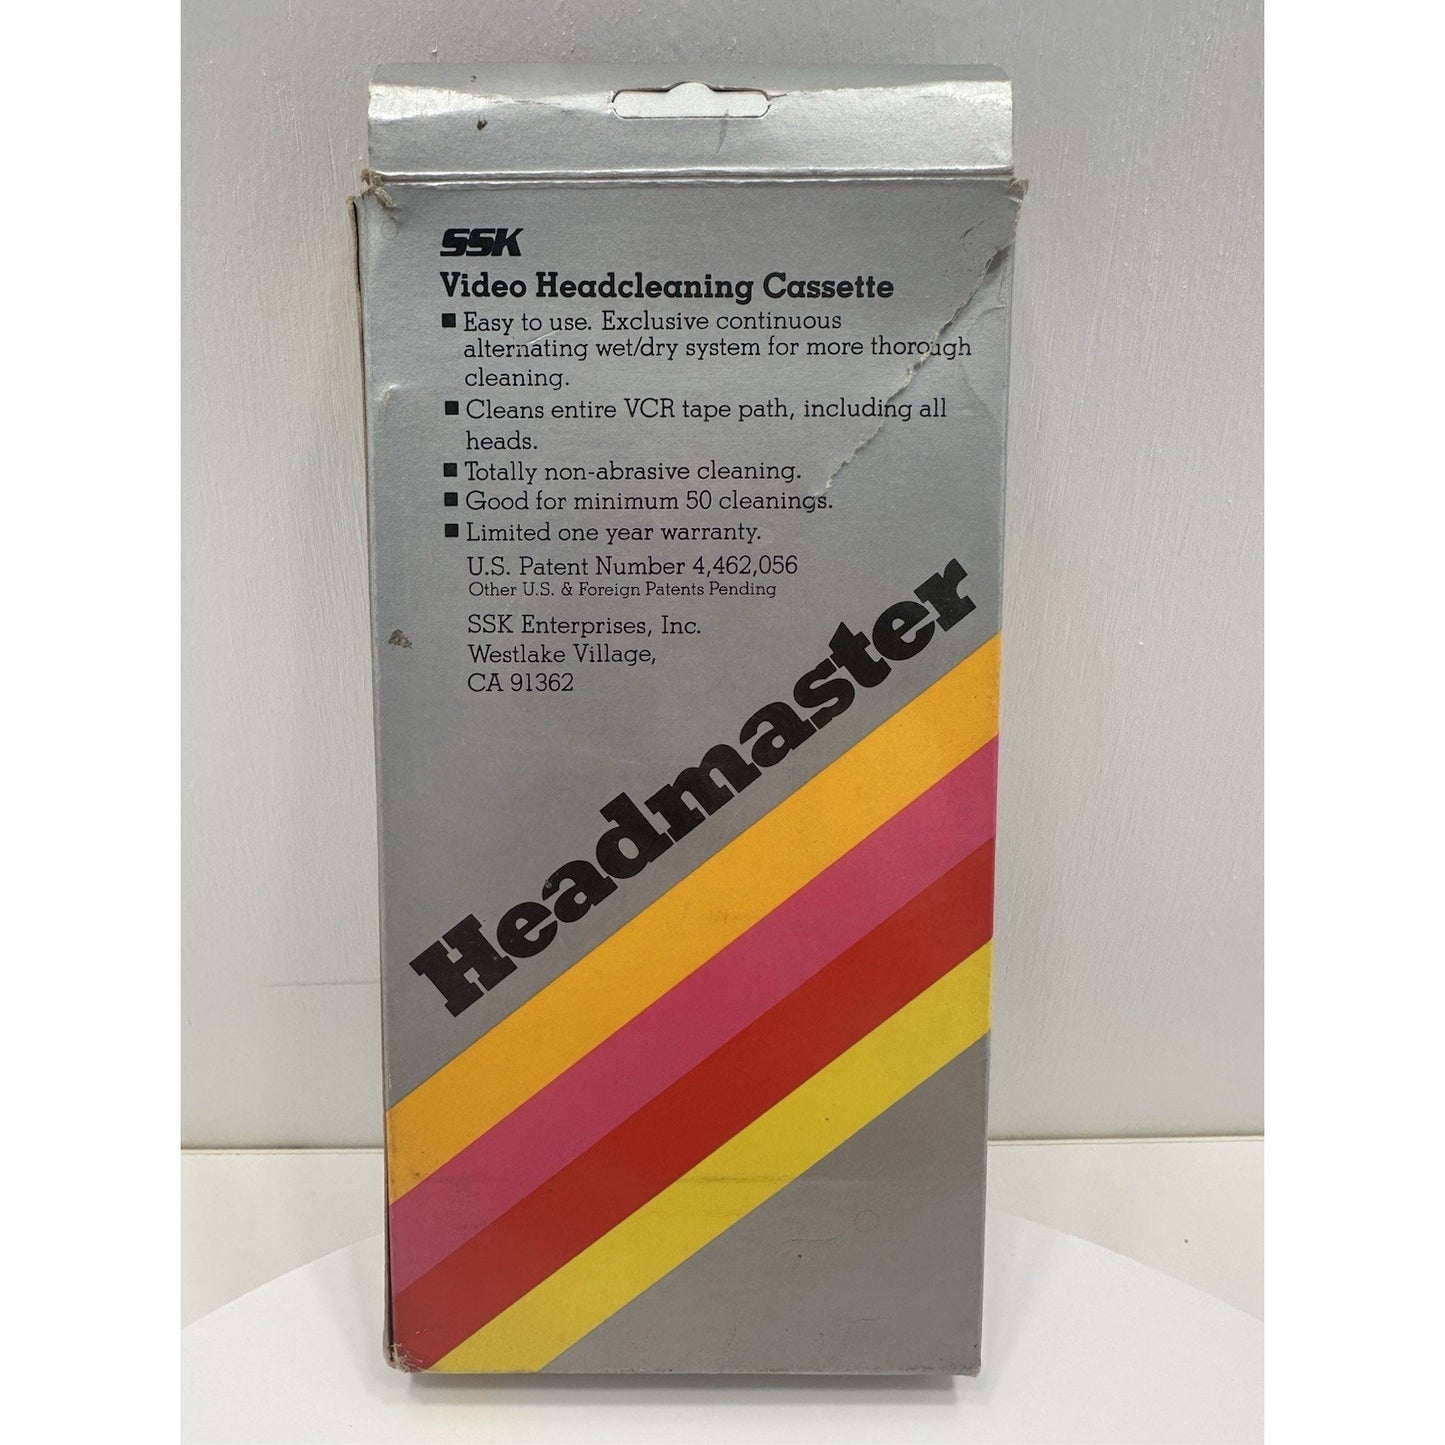 SSK
Video Headcleaning Cassette
■ Easy to use. Exclusive continuous
alternating wet/dry system for more thorough
cleaning.
■ Cleans entire VCR tape path, including all
heads.
■ Totally non-abrasive cleaning.
■ Good for minimum 50 cleanings.
■ Limited one year warranty.
U.S. Patent Number 4,462,056
Other U.S. & Foreign Patents Pending
SSK Enterprises, Inc.
Westlake Village,
CA 91362
Headmaster